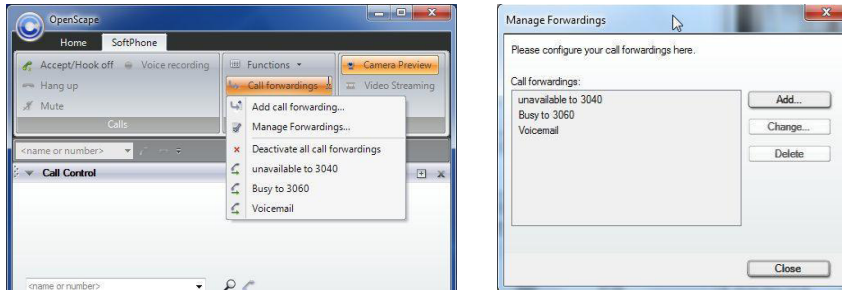 OpenScape
Home SoftPhone
Accept/Hook off Voice recording
Hang up
Mute
Calls
Functions
Call forwardings
Camera Preview
Video Streaming
Add call forwarding...
Manage Forwardings...
Deactivate all call forwardings
unavailable to 3040
Busy to 3060
Voicemail
<name or number>
Call Control
<name or number>
Manage Forwardings
Please configure your call forwardings here.
Call forwardings:
unavailable to 3040
Busy to 3060
Voicemail
Add...
Change...
Delete
Close